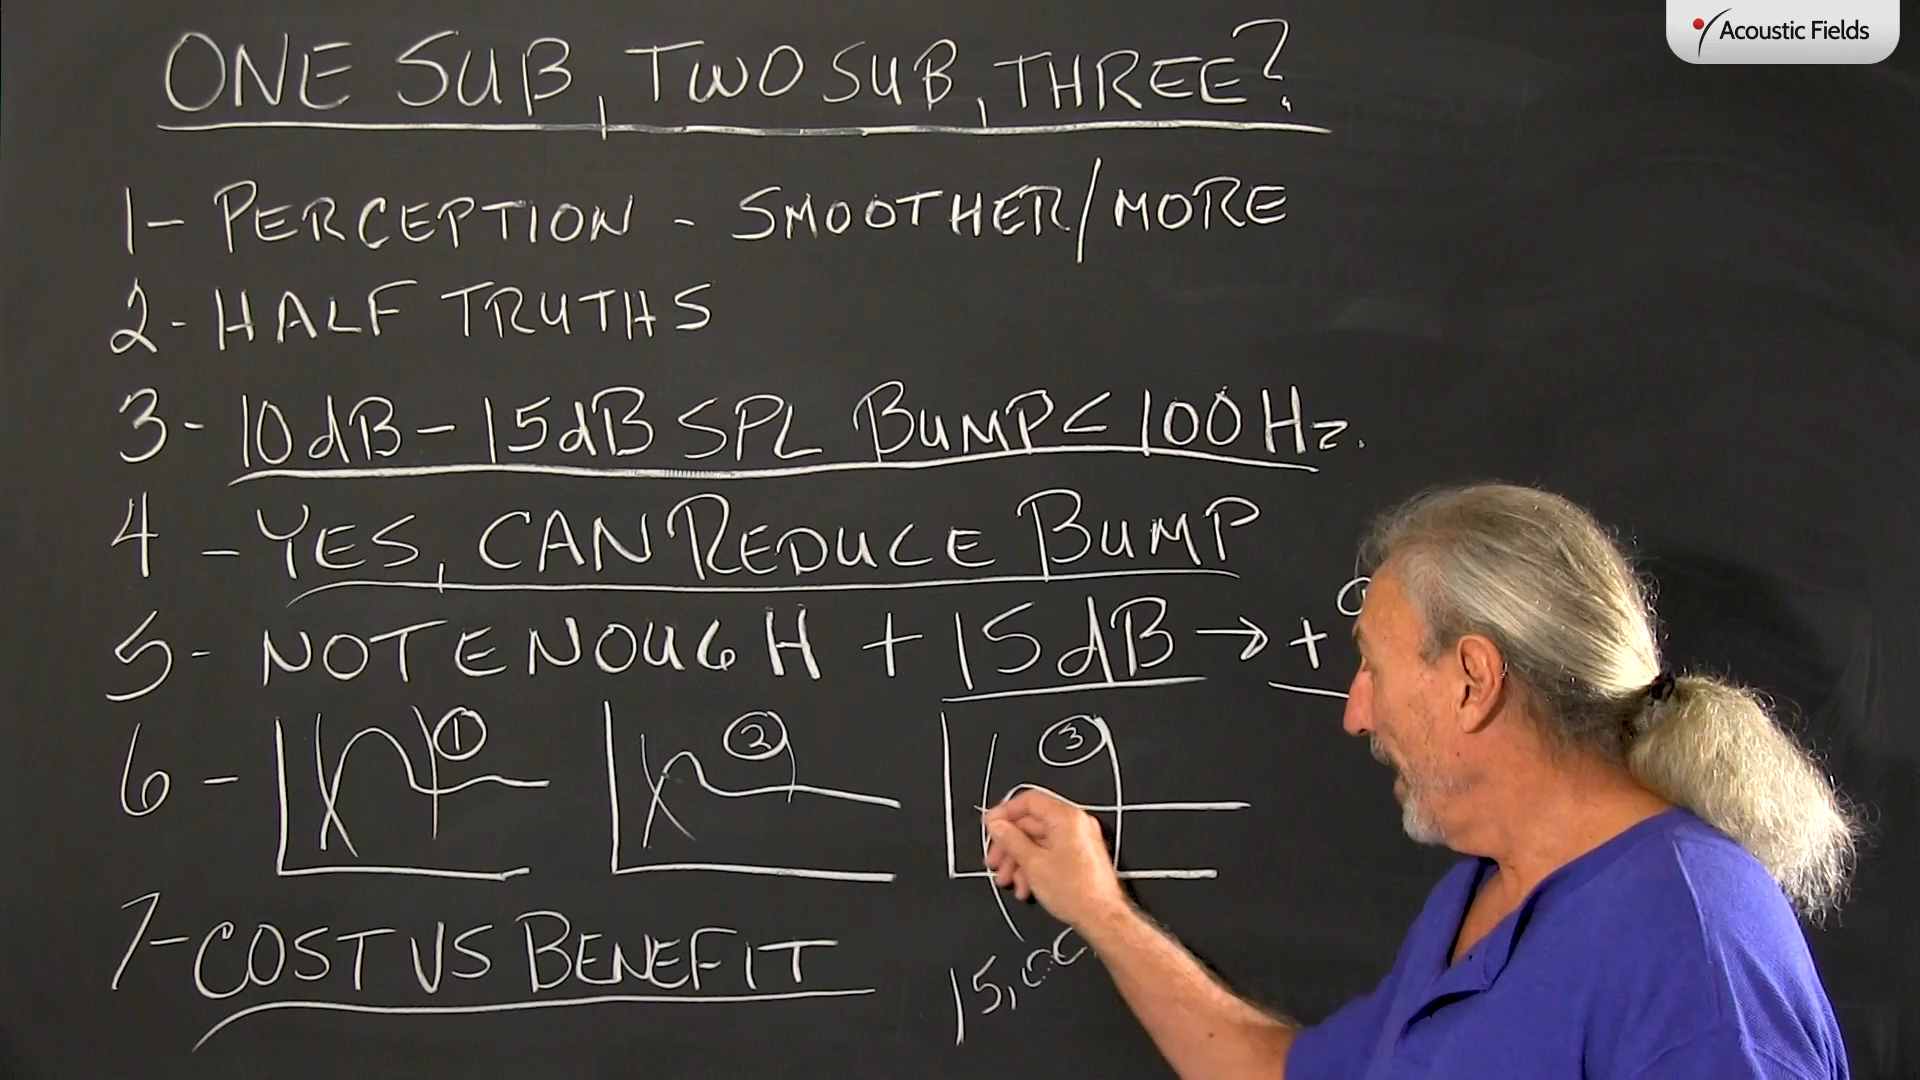 Acoustic Fields
ONE SUB, TWO SUB, THREE?
1- PERCEPTION - SMOOTHER/MORE
2- HALF TRUTHS
3- 10dB-15dB SPL BUMP < 100 Hz.
4 - YES, CAN REDUCE BUMP
5- NOT ENOUGH + 15dB → +
6 - 1 2 3
7- COST VS BENEFIT